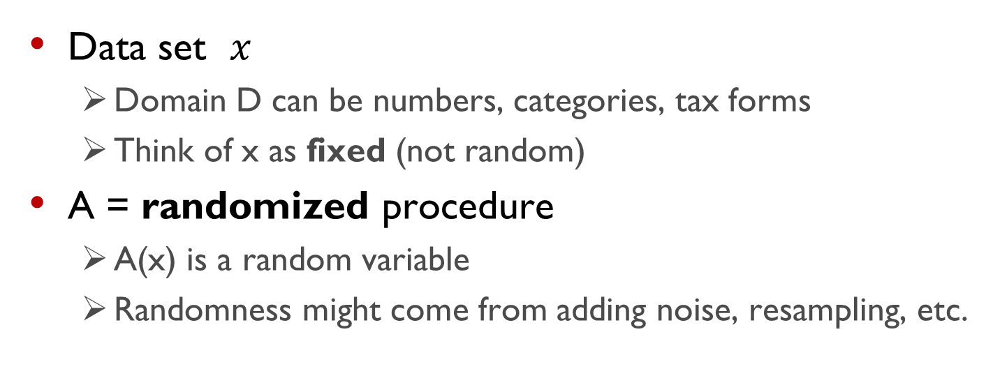 • Data set x
➢ Domain D can be numbers, categories, tax forms
➢ Think of x as fixed (not random)
• A = randomized procedure
➢ A(x) is a random variable
➢ Randomness might come from adding noise, resampling, etc.